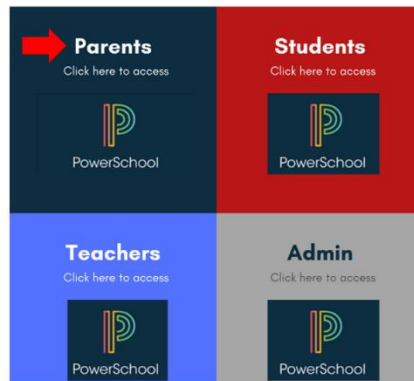 Parents
Click here to access
PowerSchool
Students
Click here to access
PowerSchool
Teachers
Click here to access
PowerSchool
Admin
Click here to access
PowerSchool